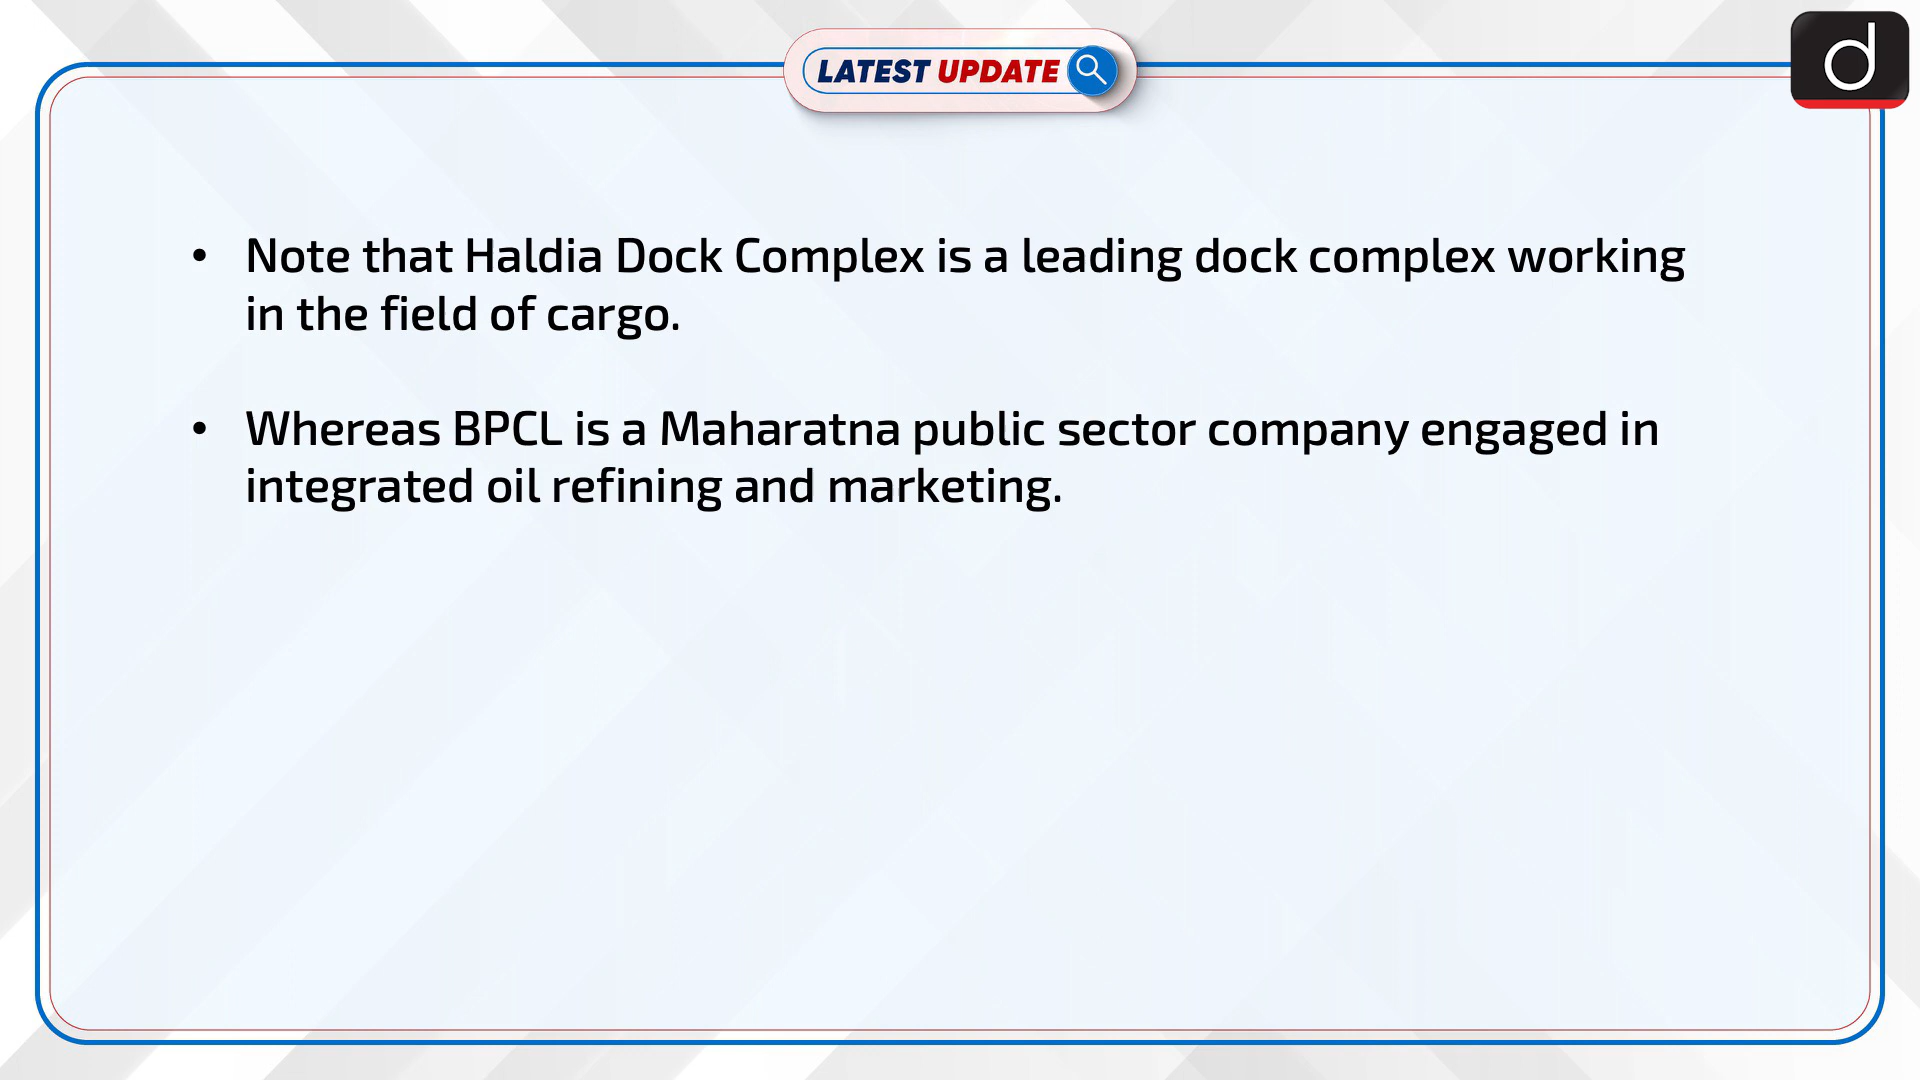 LATEST UPDATE
d
• Note that Haldia Dock Complex is a leading dock complex working
in the field of cargo.
• Whereas BPCL is a Maharatna public sector company engaged in
integrated oil refining and marketing.